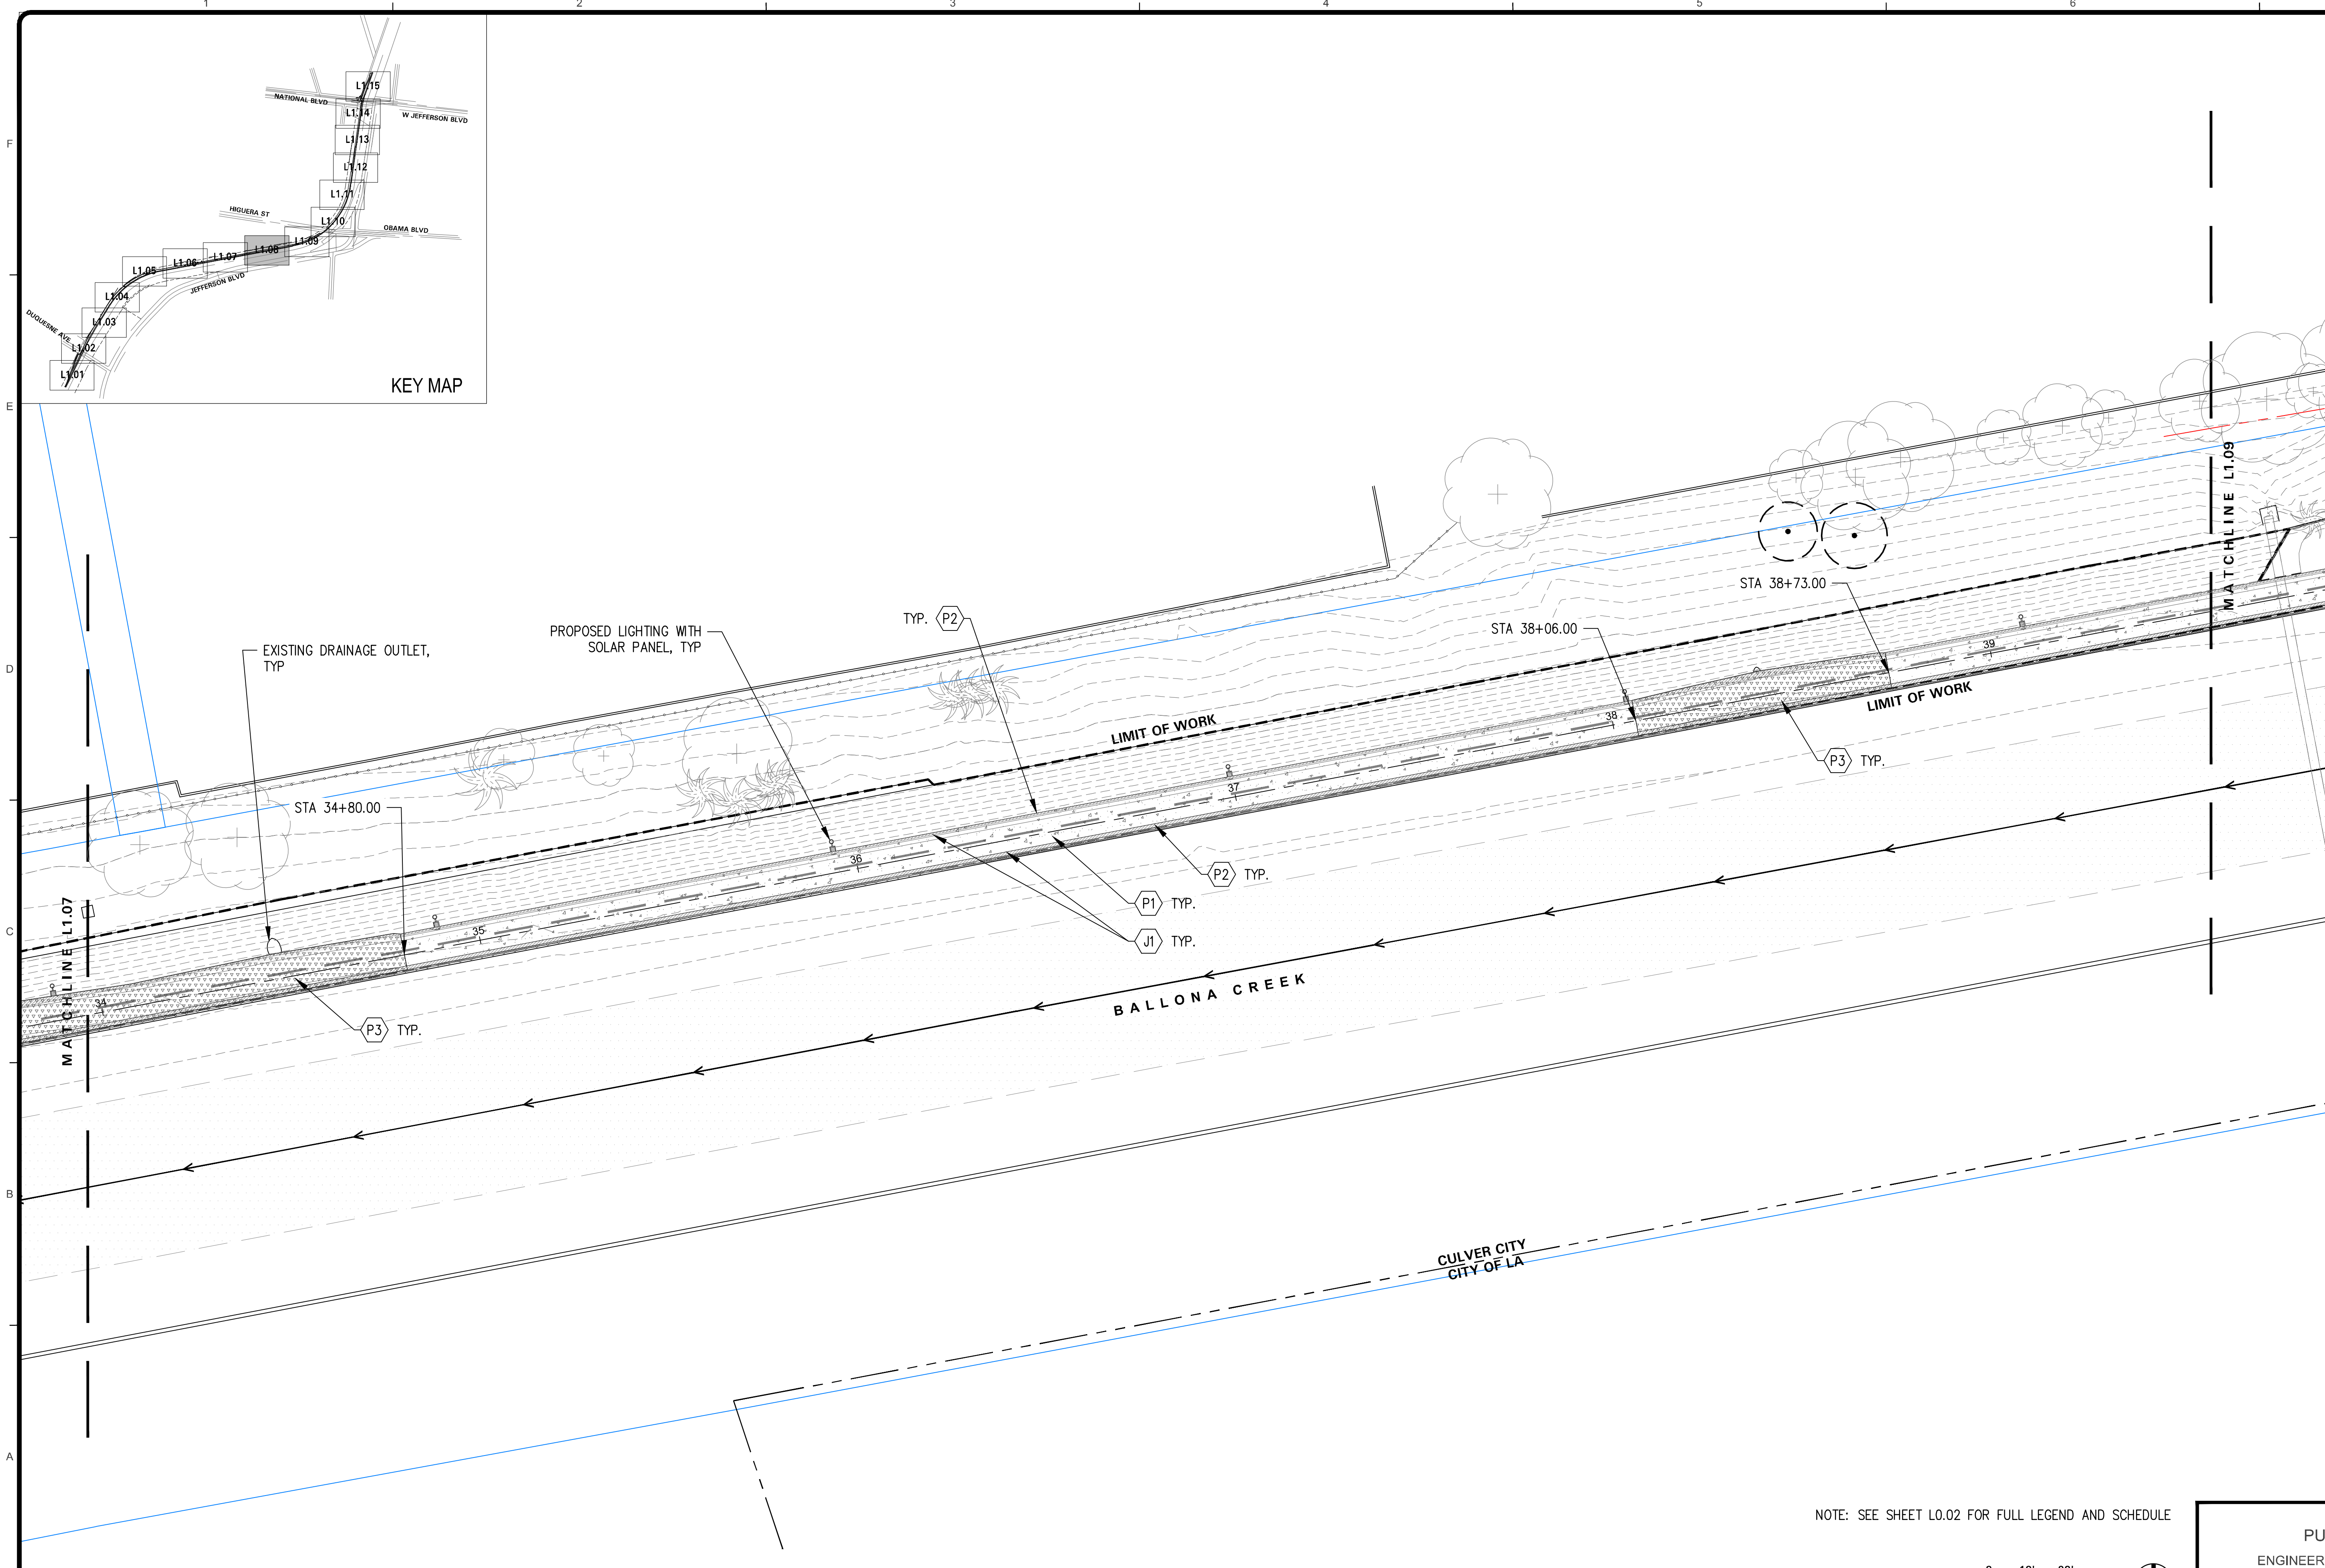 1 2 3 4 5 6
F
E
D
C
B
A
L1.15
NATIONAL BLVD
W JEFFERSON BLVD
L1.14
L1.13
L1.12
L1.11
HIGUERA ST
L1.10
OBAMA BLVD
L1.09
L1.08
L1.07
L1.06
L1.05
JEFFERSON BLVD
L1.04
L1.03
DUQUESNE AVE
L1.02
L1.01
KEY MAP
MATCHLINE L1.09
STA 38+73.00
TYP. P2
PROPOSED LIGHTING WITH
SOLAR PANEL, TYP
STA 38+06.00
EXISTING DRAINAGE OUTLET,
TYP
39
LIMIT OF WORK
38
LIMIT OF WORK
P3 TYP.
37
STA 34+80.00
36
P2 TYP.
P1 TYP.
35
J1 TYP.
MATCHLINE L1.07
34
P3 TYP.
BALLONA CREEK
CULVER CITY
CITY OF LA
NOTE: SEE SHEET L0.02 FOR FULL LEGEND AND SCHEDULE
PU
ENGINEER